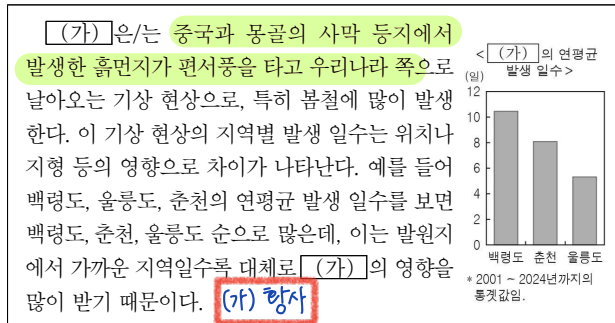 (가)은/는 중국과 몽골의 사막 등지에서
발생한 흙먼지가 편서풍을 타고 우리나라 쪽으로
날아오는 기상 현상으로, 특히 봄철에 많이 발생
한다. 이 기상 현상의 지역별 발생 일수는 위치나
지형 등의 영향으로 차이가 나타난다. 예를 들어
백령도, 울릉도, 춘천의 연평균 발생 일수를 보면
백령도, 춘천, 울릉도 순으로 많은데, 이는 발원지
에서 가까운 지역일수록 대체로 (가)의 영향을
많이 받기 때문이다. (가) 황사
< (가)의 연평균
발생 일수>
(일)
12
10
8
6
4
2
0
백령도 춘천 울릉도
* 2001 ~ 2024년까지의
통곗값임.